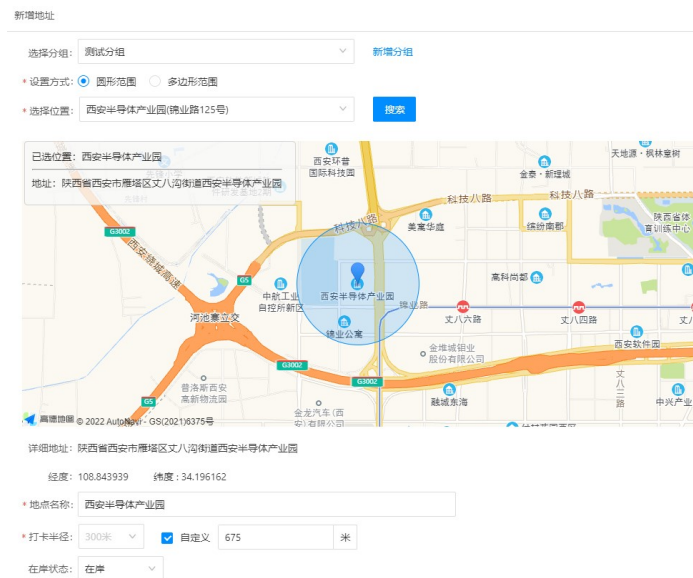 新增地址
选择分组: 测试分组 新增分组
* 设置方式: 圆形范围 多边形范围
* 选择位置: 西安半导体产业园(锦业路125号) 搜索
已选位置: 西安半导体产业园
地址: 陕西省西安市雁塔区丈八沟街道西安半导体产业园
西安环普
国际科技园
金泰·新理城
天地源·枫林意树
科技八路
科技八路
科技八路
G3002
西安绕城高速
美寓华庭
缤纷南郡
陕西省体
育训练中心
G5
中航工业
自控所新区
西安半导体产业园
高科尚都
锦业路
河池寨立交
锦业公寓
丈八六路
丈八四路
丈八
金堆城钼业
股份有限公司
西安软件园
G3002
G3002
丈八二路
普洛斯西安
高新物流园
G5
融城东海
中兴产业
金龙汽车(西
安)有限公司
高德地图 © 2022 AutoNavi - GS(2021)6375号
详细地址: 陕西省西安市雁塔区丈八沟街道西安半导体产业园
经度: 108.843939 纬度: 34.196162
* 地点名称: 西安半导体产业园
* 打卡半径: 300米 自定义 675 米
在岸状态: 在岸